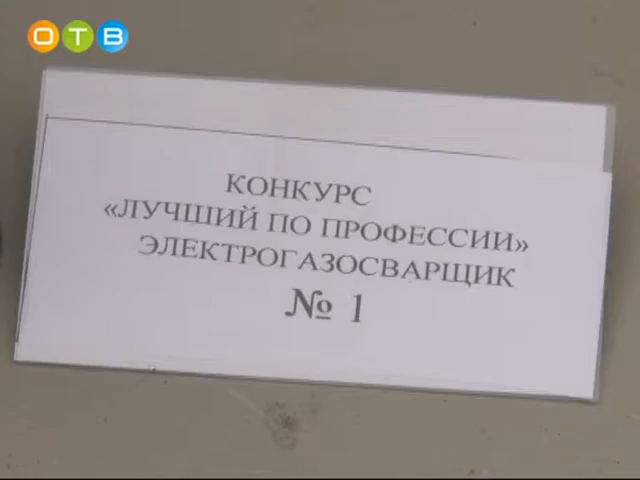 ОТВ
КОНКУРС
«ЛУЧШИЙ ПО ПРОФЕССИИ»
ЭЛЕКТРОГАЗОСВАРЩИК
№ 1